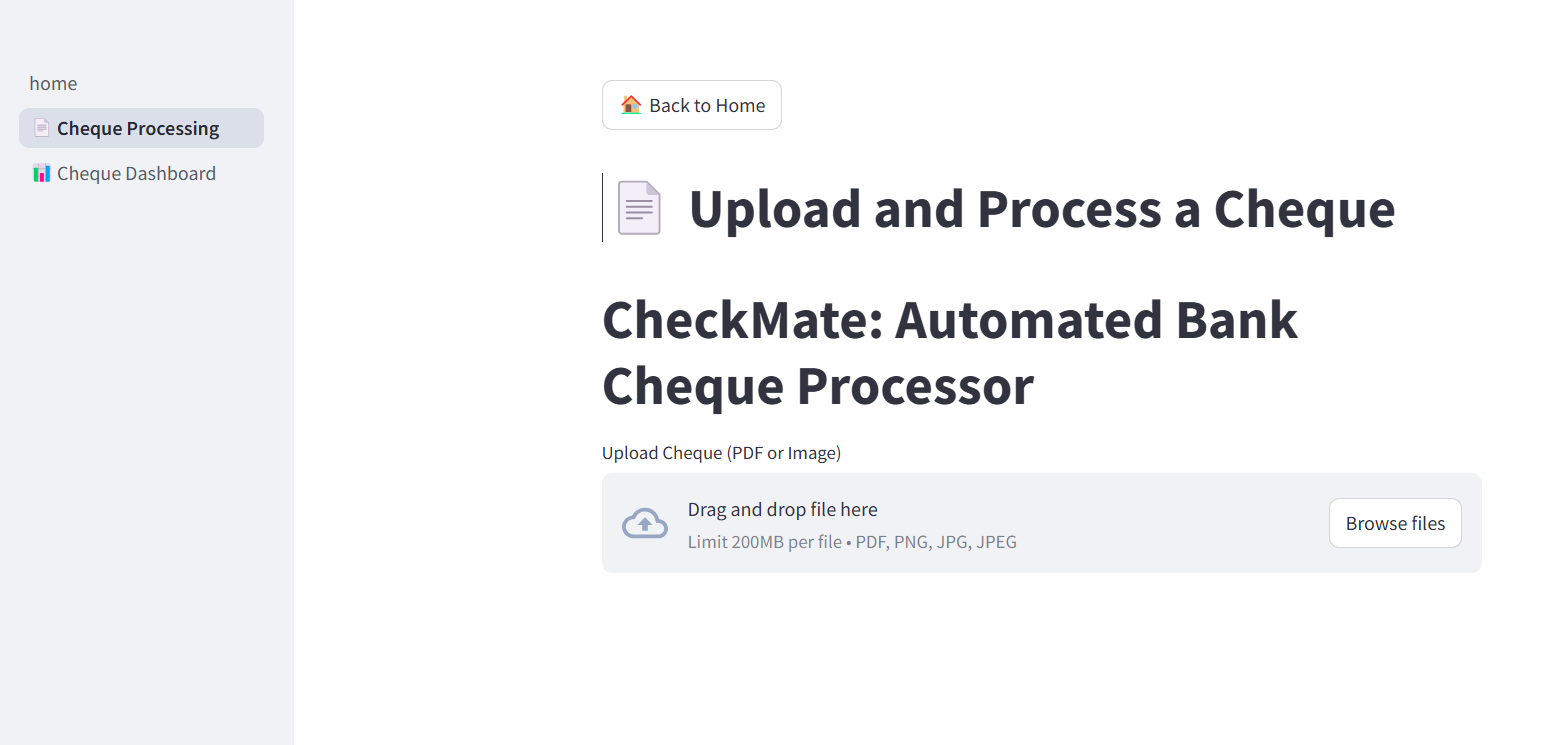 home
Cheque Processing
Cheque Dashboard
Back to Home
Upload and Process a Cheque
CheckMate: Automated Bank
Cheque Processor
Upload Cheque (PDF or Image)
Drag and drop file here
Limit 200MB per file • PDF, PNG, JPG, JPEG
Browse files